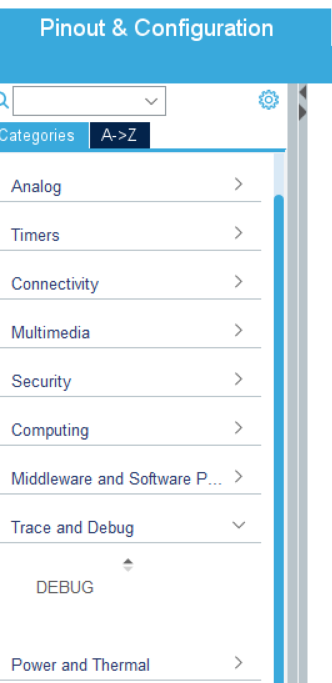 Pinout & Configuration
Categories A->Z
Analog
Timers
Connectivity
Multimedia
Security
Computing
Middleware and Software P...
Trace and Debug
DEBUG
Power and Thermal